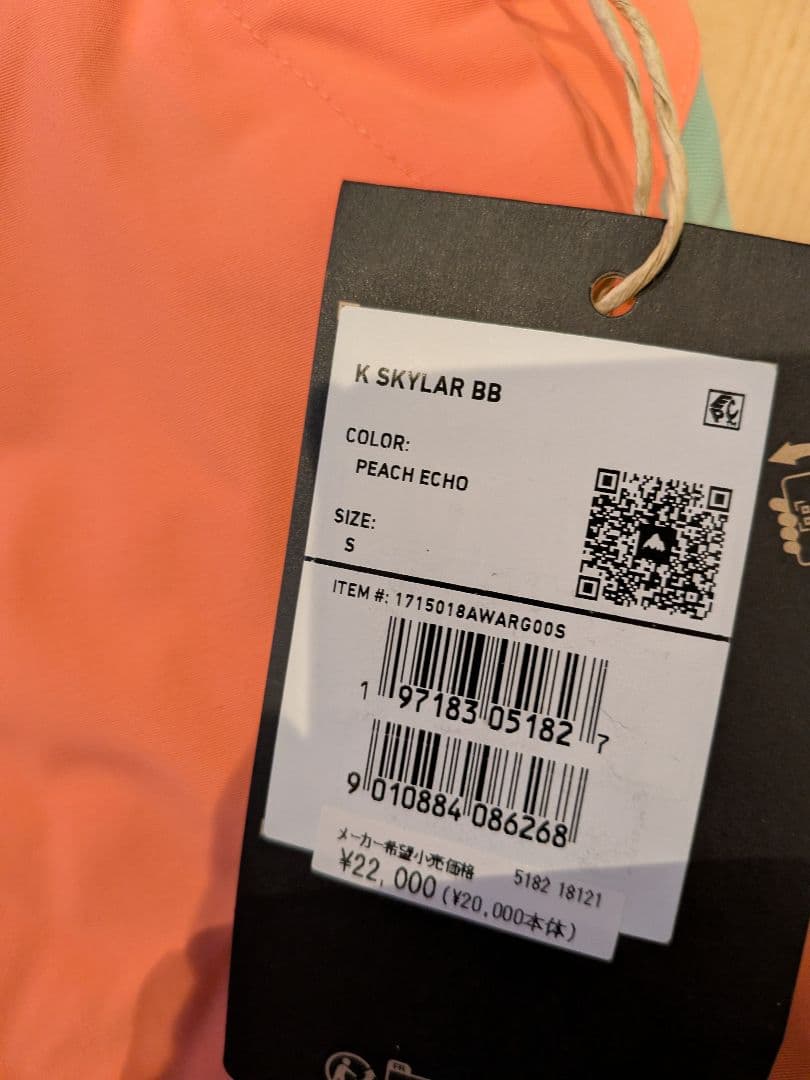 K SKYLAR BB
COLOR:
PEACH ECHO
SIZE:
S
ITEM #: 1715018AWARG00S
1 97183 05182 7
9 010884 086268
メーカー希望小売価格 5182 18121
¥22,000 (¥20,000本体)
FR